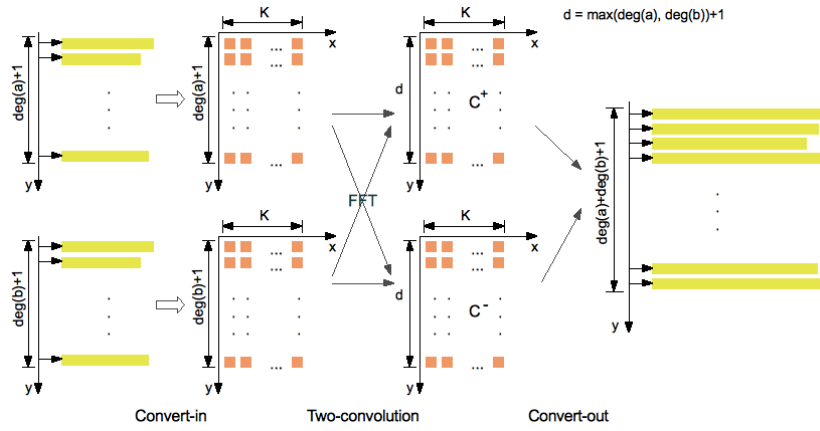 d = max(deg(a), deg(b))+1
deg(a)+1
y
K
x
deg(a)+1
...
...
...
y
K
x
d
...
...
...
C+
y
FFT
deg(b)+1
y
K
x
deg(b)+1
...
...
...
y
K
x
d
...
...
...
C-
y
deg(a)+deg(b)+1
y
Convert-in
Two-convolution
Convert-out